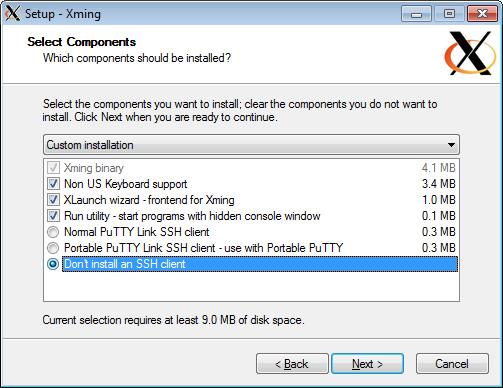 Setup - Xming
Select Components
Which components should be installed?
Select the components you want to install; clear the components you do not want to
install. Click Next when you are ready to continue.
Custom installation
Xming binary 4.1 MB
Non US Keyboard support 3.4 MB
XLaunch wizard - frontend for Xming 1.0 MB
Run utility - start programs with hidden console window 0.1 MB
Normal PuTTY Link SSH client 0.3 MB
Portable PuTTY Link SSH client - use with Portable PuTTY 0.3 MB
Don't install an SSH client
Current selection requires at least 9.0 MB of disk space.
< Back Next > Cancel